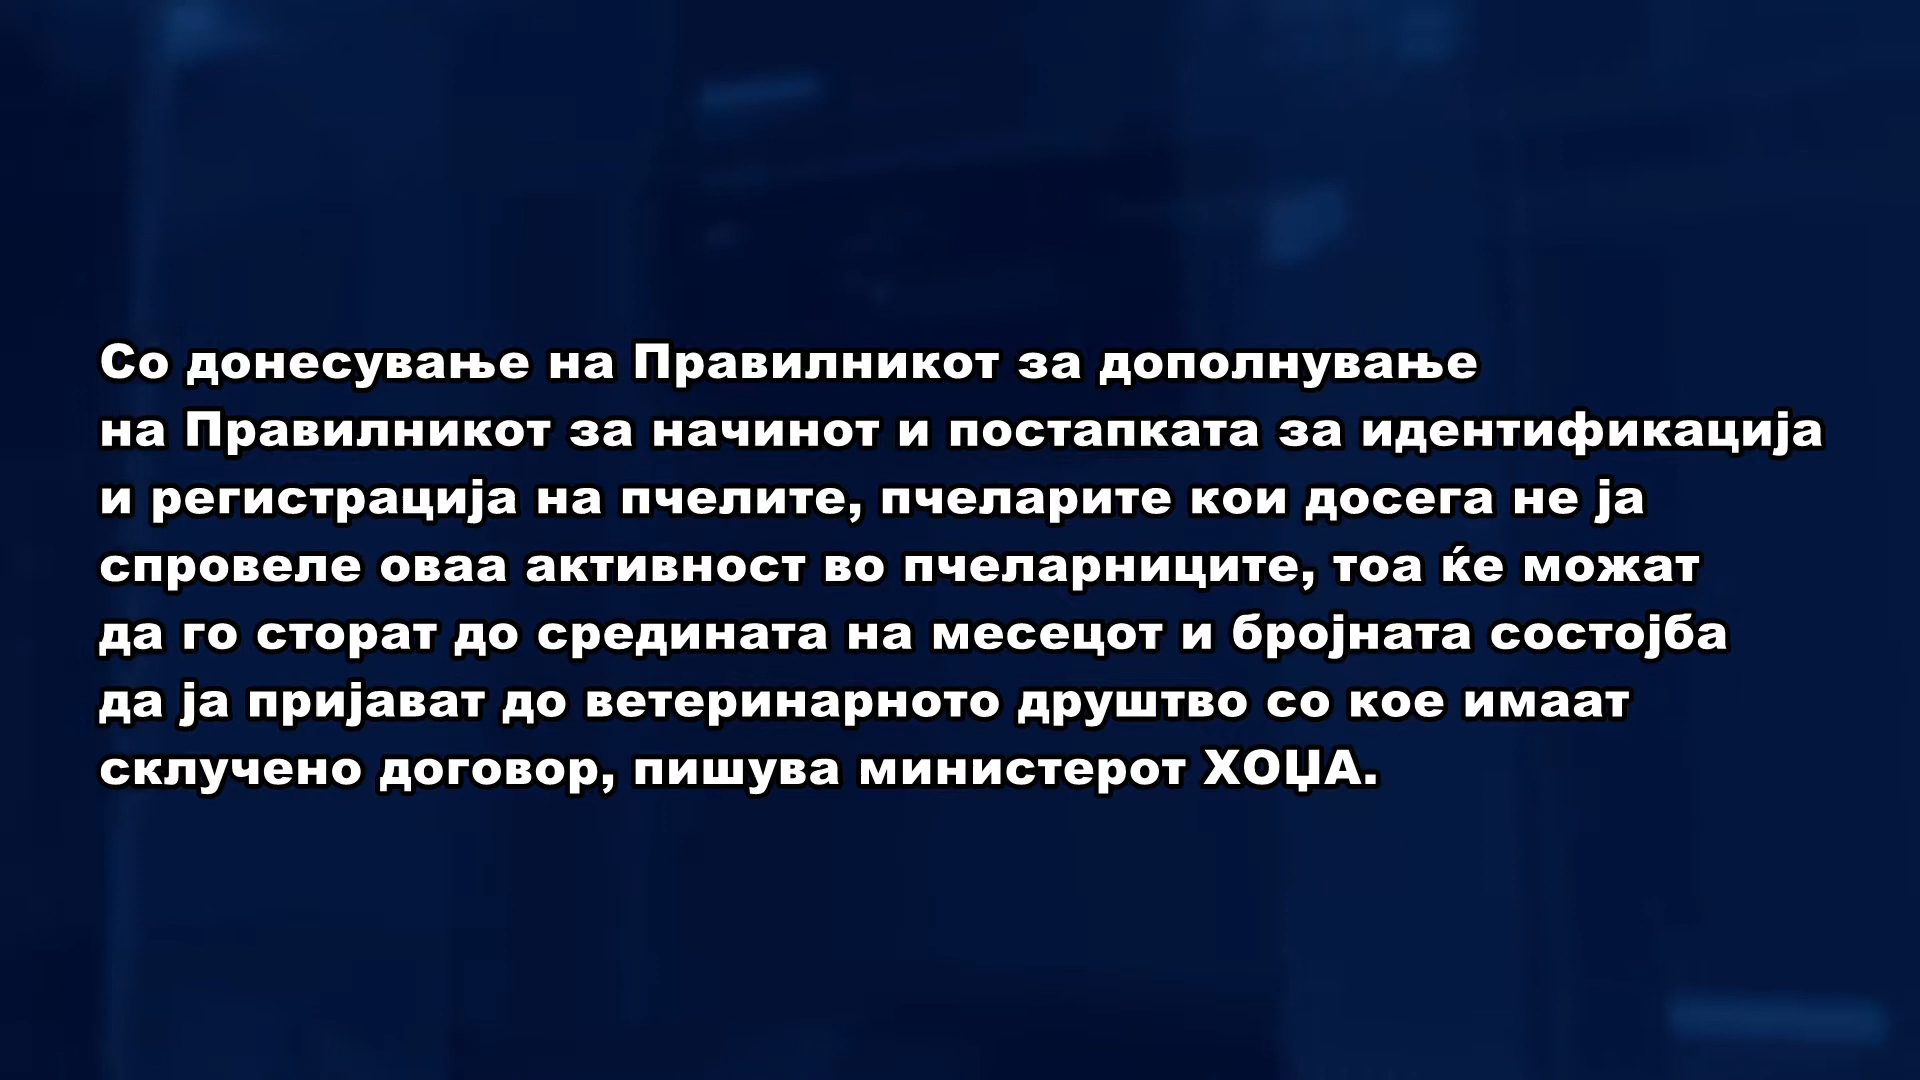 Со донесување на Правилникот за дополнување
на Правилникот за начинот и постапката за идентификација
и регистрација на пчелите, пчеларите кои досега не ја
спровеле оваа активност во пчеларниците, тоа ќе можат
да го сторат до средината на месецот и бројната состојба
да ја пријават до ветеринарното друштво со кое имаат
склучено договор, пишува министерот ХОЏА.